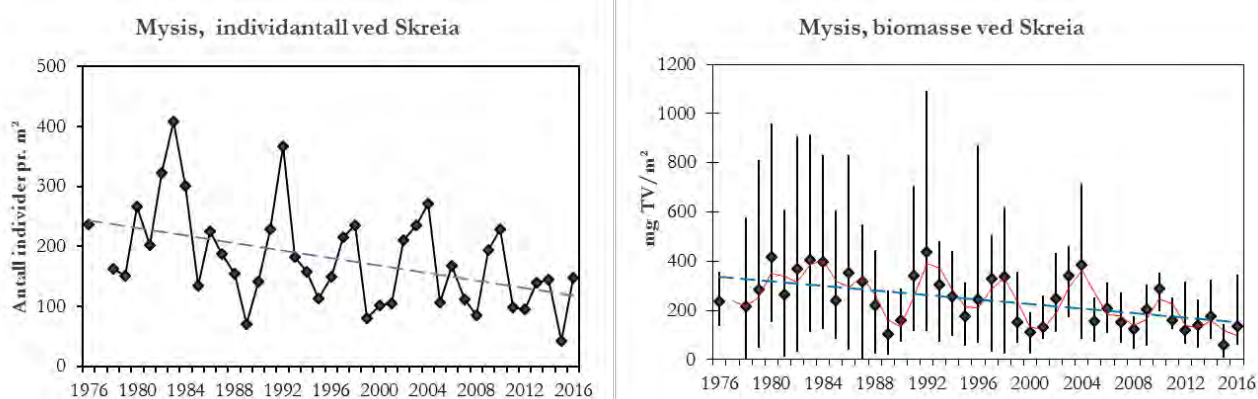 Mysis, individantall ved Skreia
Antall individer pr. m²
500
400
300
200
100
0
1976 1980 1984 1988 1992 1996 2000 2004 2008 2012 2016
Mysis, biomasse ved Skreia
mg TV/m²
1200
1000
800
600
400
200
0
1976 1980 1984 1988 1992 1996 2000 2004 2008 2012 2016